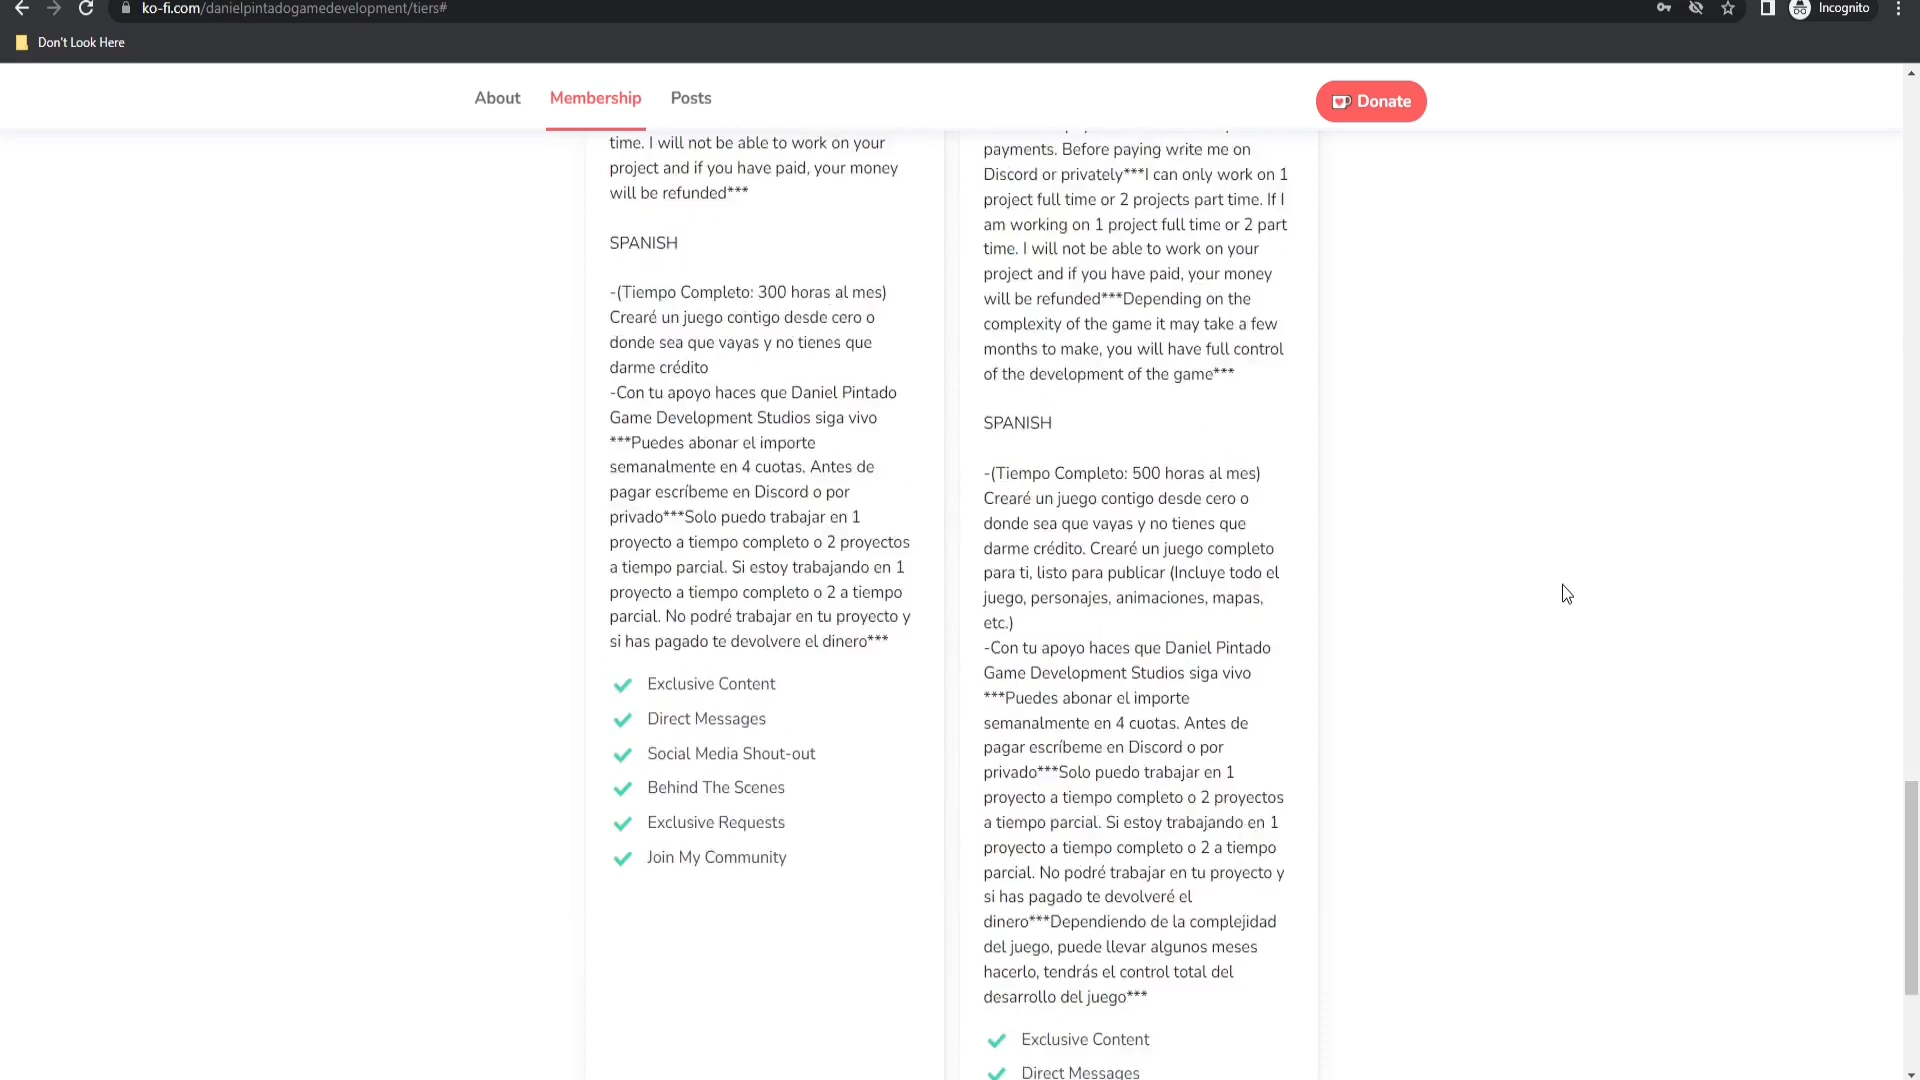 ko-fi.com/danielpintadogamedevelopment/tiers#
Incognito
Don't Look Here
About
Membership
Posts
Donate
time. I will not be able to work on your
project and if you have paid, your money
will be refunded***
SPANISH
-(Tiempo Completo: 300 horas al mes)
Crearé un juego contigo desde cero o
donde sea que vayas y no tienes que
darme crédito
-Con tu apoyo haces que Daniel Pintado
Game Development Studios siga vivo
***Puedes abonar el importe
semanalmente en 4 cuotas. Antes de
pagar escríbeme en Discord o por
privado***Solo puedo trabajar en 1
proyecto a tiempo completo o 2 proyectos
a tiempo parcial. Si estoy trabajando en 1
proyecto a tiempo completo o 2 a tiempo
parcial. No podré trabajar en tu proyecto y
si has pagado te devolvere el dinero***
Exclusive Content
Direct Messages
Social Media Shout-out
Behind The Scenes
Exclusive Requests
Join My Community
payments. Before paying write me on
Discord or privately***I can only work on 1
project full time or 2 projects part time. If I
am working on 1 project full time or 2 part
time. I will not be able to work on your
project and if you have paid, your money
will be refunded***Depending on the
complexity of the game it may take a few
months to make, you will have full control
of the development of the game***
SPANISH
-(Tiempo Completo: 500 horas al mes)
Crearé un juego contigo desde cero o
donde sea que vayas y no tienes que
darme crédito. Crearé un juego completo
para ti, listo para publicar (Incluye todo el
juego, personajes, animaciones, mapas,
etc.)
-Con tu apoyo haces que Daniel Pintado
Game Development Studios siga vivo
***Puedes abonar el importe
semanalmente en 4 cuotas. Antes de
pagar escríbeme en Discord o por
privado***Solo puedo trabajar en 1
proyecto a tiempo completo o 2 proyectos
a tiempo parcial. Si estoy trabajando en 1
proyecto a tiempo completo o 2 a tiempo
parcial. No podré trabajar en tu proyecto y
si has pagado te devolveré el
dinero***Dependiendo de la complejidad
del juego, puede llevar algunos meses
hacerlo, tendrás el control total del
desarrollo del juego***
Exclusive Content
Direct Messages